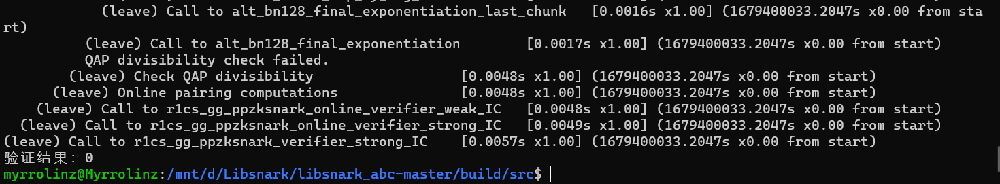 (leave) Call to alt_bn128_final_exponentiation_last_chunk   [0.0016s x1.00] (1679400033.2047s x0.00 from sta
rt)
(leave) Call to alt_bn128_final_exponentiation        [0.0017s x1.00] (1679400033.2047s x0.00 from start)
QAP divisibility check failed.
(leave) Check QAP divisibility                  [0.0048s x1.00] (1679400033.2047s x0.00 from start)
(leave) Online pairing computations             [0.0048s x1.00] (1679400033.2047s x0.00 from start)
(leave) Call to r1cs_gg_ppzksnark_online_verifier_weak_IC   [0.0048s x1.00] (1679400033.2047s x0.00 from start)
(leave) Call to r1cs_gg_ppzksnark_online_verifier_strong_IC   [0.0049s x1.00] (1679400033.2047s x0.00 from start)
(leave) Call to r1cs_gg_ppzksnark_verifier_strong_IC    [0.0057s x1.00] (1679400033.2047s x0.00 from start)
验证结果：0
myrrolinz@Myrrolinz:/mnt/d/Libsnark/libsnark_abc-master/build/src$